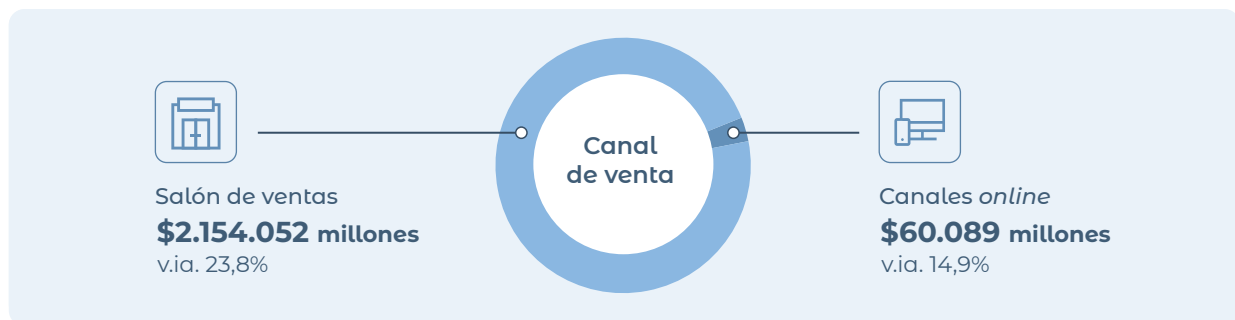 Canal
de venta
Salón de ventas
$2.154.052 millones
v.ia. 23,8%
Canales online
$60.089 millones
v.ia. 14,9%